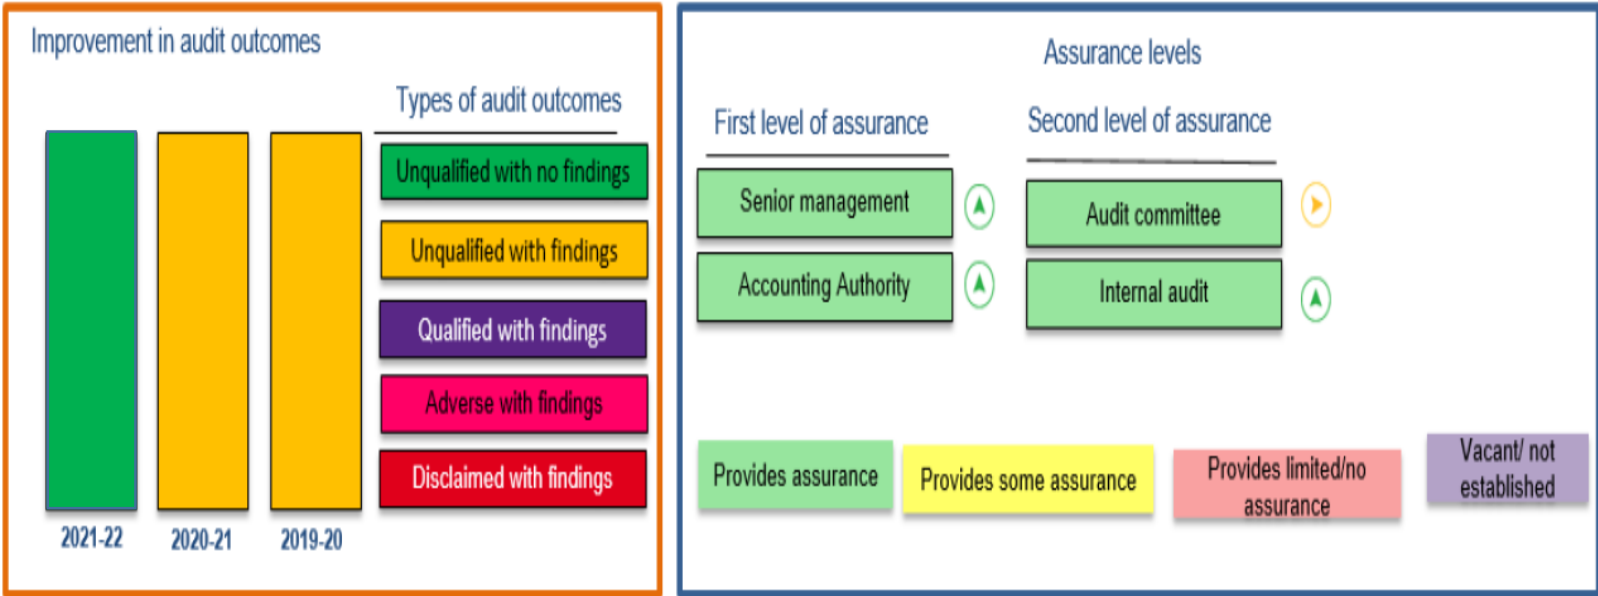 Improvement in audit outcomes
Types of audit outcomes
Unqualified with no findings
Unqualified with findings
Qualified with findings
Adverse with findings
Disclaimed with findings
2021-22
2020-21
2019-20
Assurance levels
First level of assurance
Senior management
Accounting Authority
Second level of assurance
Audit committee
Internal audit
Provides assurance
Provides some assurance
Provides limited/no
assurance
Vacant/ not
established